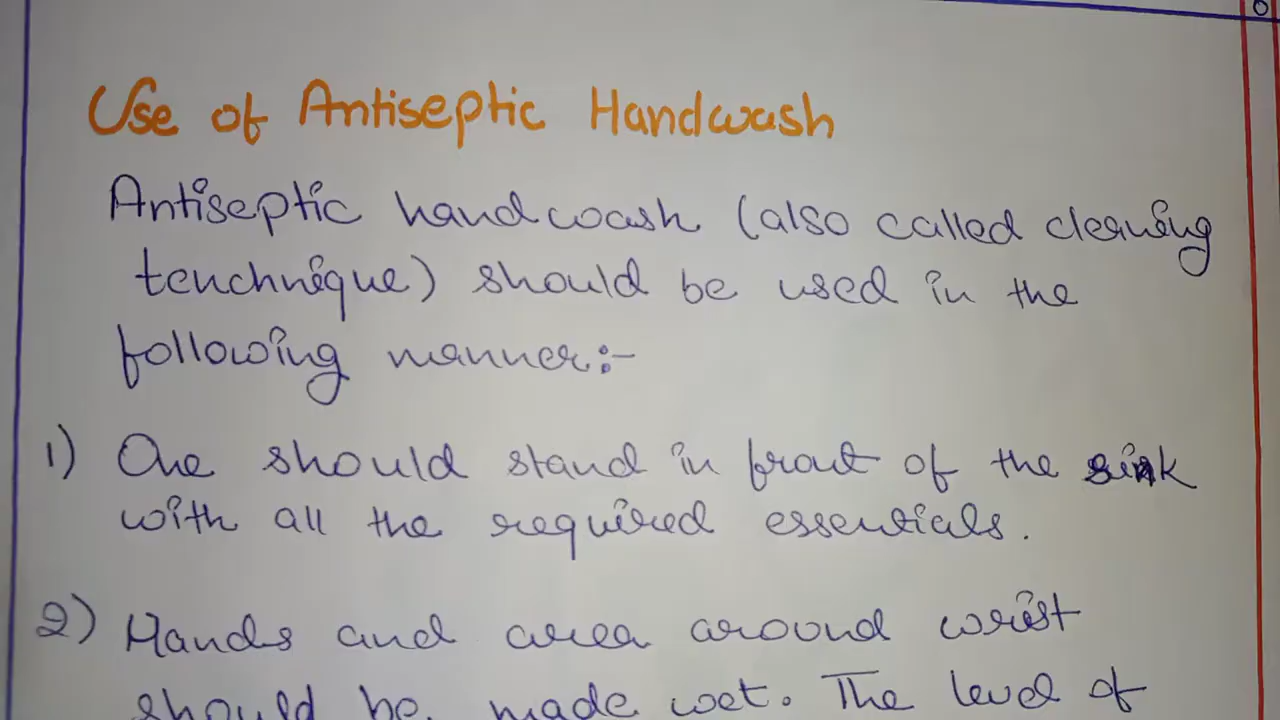 Use of Antiseptic Handwash
Antiseptic handwash (also called cleaning
tenchnique) should be used in the
following manner:-
1) One should stand in front of the sink
with all the required essentials.
2) Hands and area around wrist
should be made wet. The level of